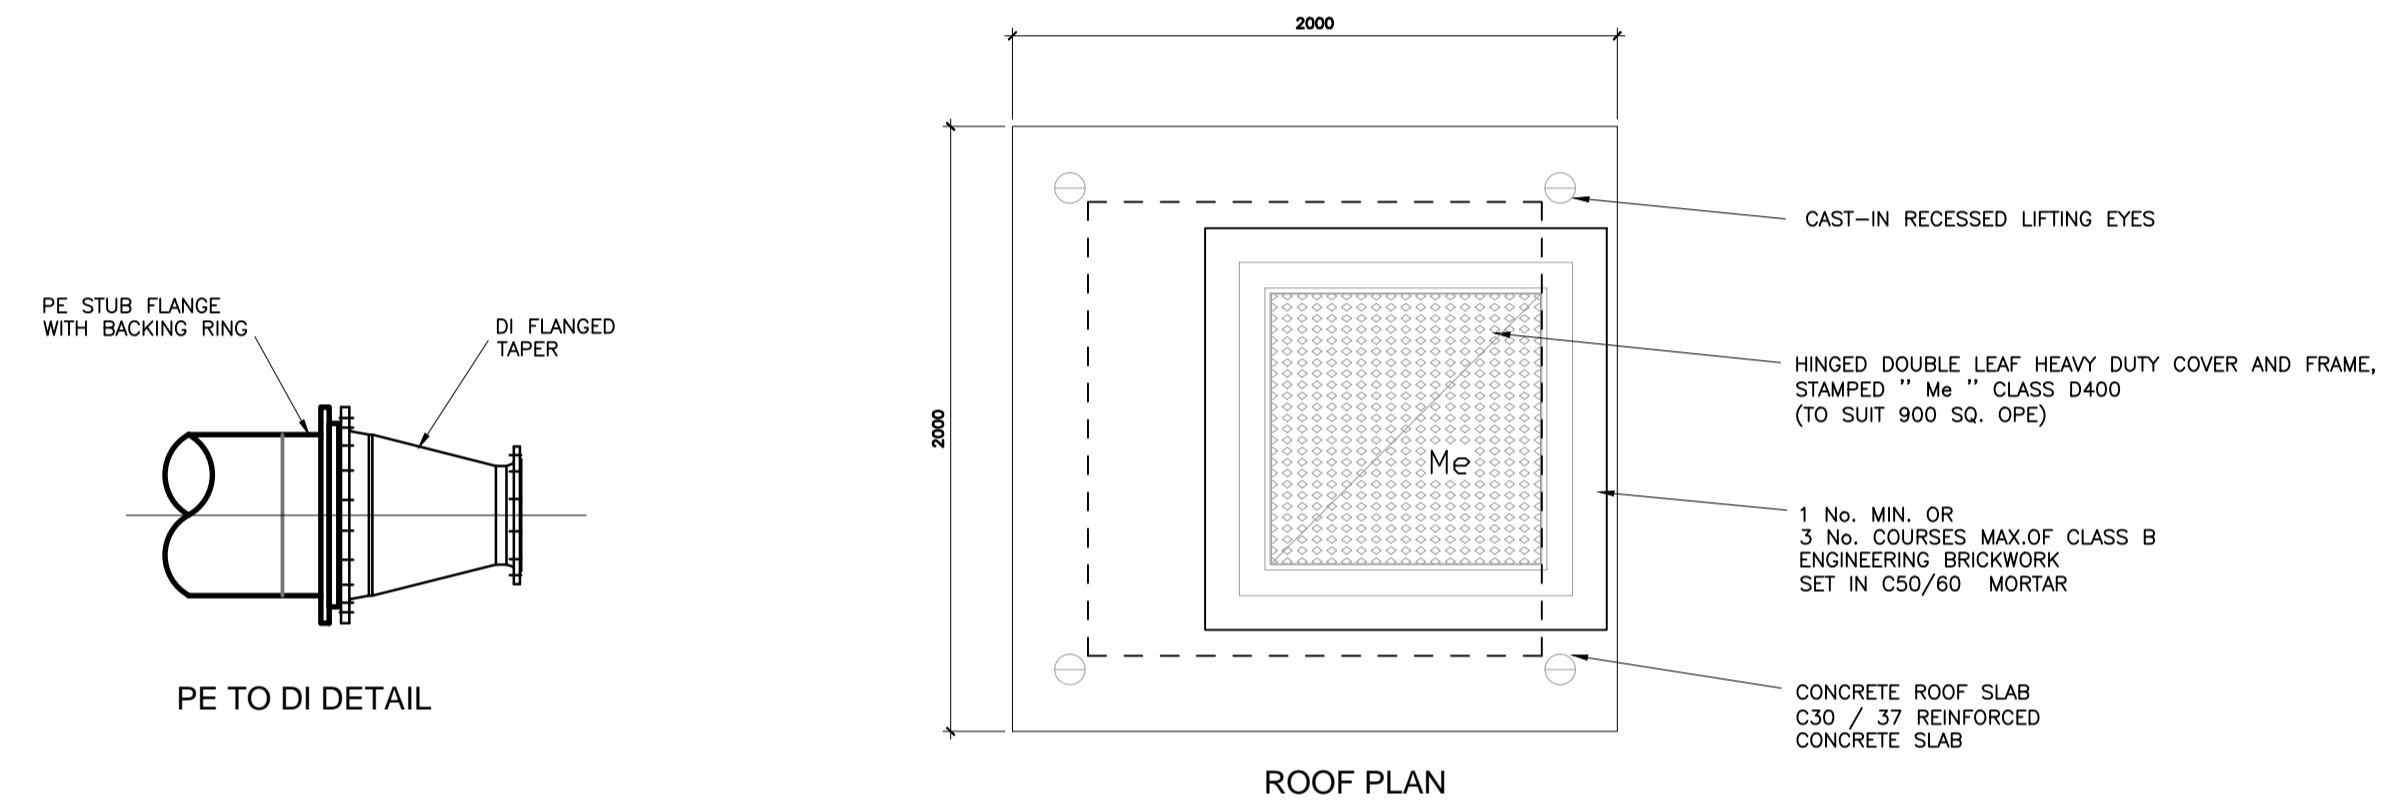 PE STUB FLANGE
WITH BACKING RING
DI FLANGED
TAPER
PE TO DI DETAIL
2000
2000
CAST-IN RECESSED LIFTING EYES
HINGED DOUBLE LEAF HEAVY DUTY COVER AND FRAME,
STAMPED " Me " CLASS D400
(TO SUIT 900 SQ. OPE)
Me
1 No. MIN. OR
3 No. COURSES MAX.OF CLASS B
ENGINEERING BRICKWORK
SET IN C50/60 MORTAR
CONCRETE ROOF SLAB
C30 / 37 REINFORCED
CONCRETE SLAB
ROOF PLAN